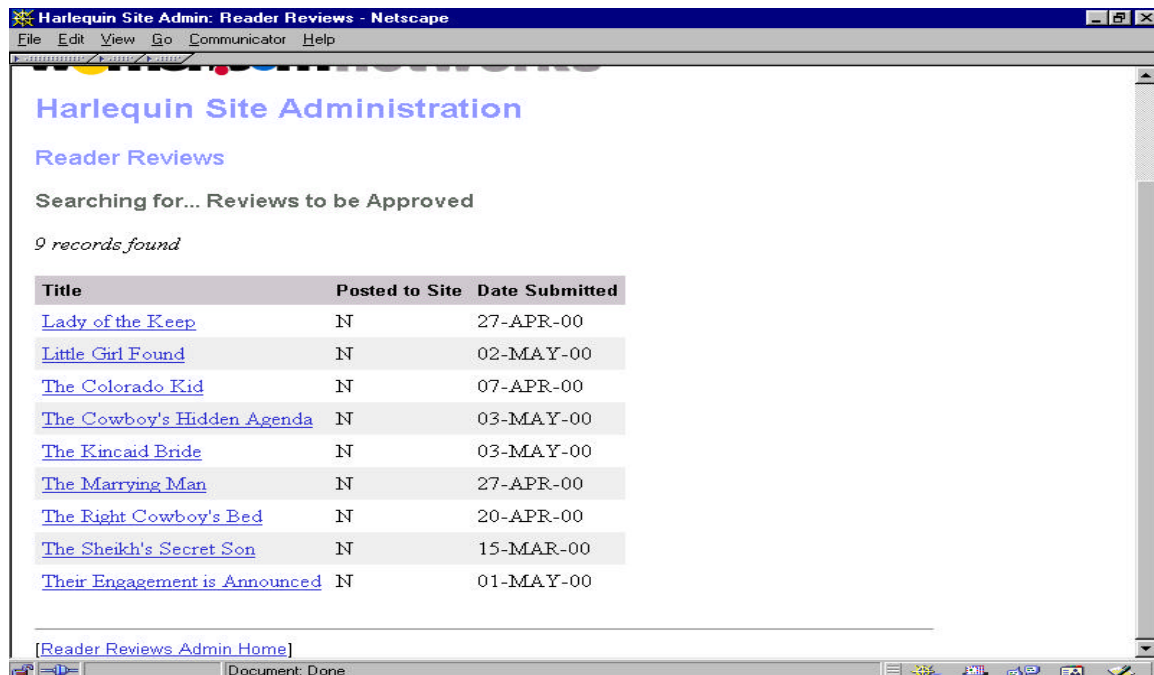 Harlequin Site Admin: Reader Reviews - Netscape
File Edit View Go Communicator Help
Harlequin Site Administration
Reader Reviews
Searching for... Reviews to be Approved
9 records found
Title Posted to Site Date Submitted
Lady of the Keep N 27-APR-00
Little Girl Found N 02-MAY-00
The Colorado Kid N 07-APR-00
The Cowboy's Hidden Agenda N 03-MAY-00
The Kincaid Bride N 03-MAY-00
The Marrying Man N 27-APR-00
The Right Cowboy's Bed N 20-APR-00
The Sheikh's Secret Son N 15-MAR-00
Their Engagement is Announced N 01-MAY-00
[Reader Reviews Admin Home]
Document: Done